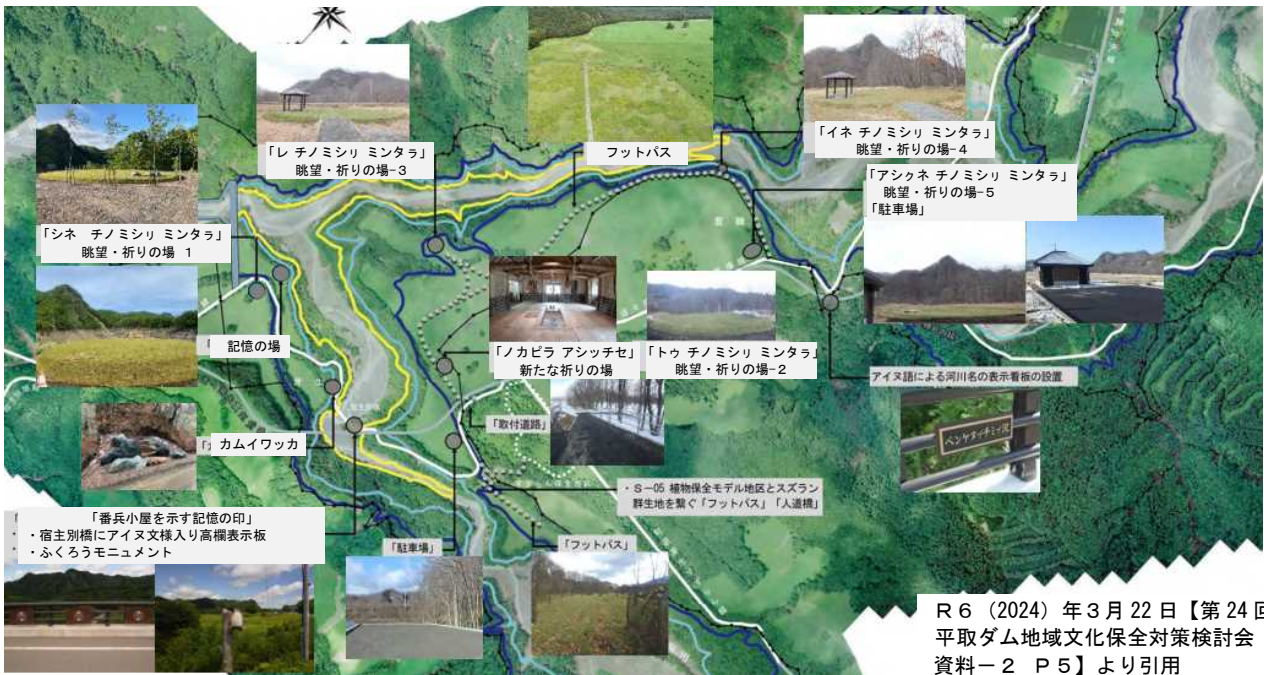 「レ チノミシㇼ ミンタㇻ」
眺望・祈りの場-3
フットパス
「イネ チノミシㇼ ミンタㇻ」
眺望・祈りの場-4
「アシㇰネ チノミシㇼ ミンタㇻ」
眺望・祈りの場-5
「駐車場」
「シネ チノミシㇼ ミンタㇻ」
眺望・祈りの場 1
記憶の場
「ノカピラ アシッチセ」
新たな祈りの場
「トゥ チノミシㇼ ミンタㇻ」
眺望・祈りの場-2
アイヌ語による河川名の表示看板の設置
カムイワッカ
「取付道路」
・S-05 植物保全モデル地区とスズラン
群生地を繋ぐ「フットパス」「人道橋」
「番兵小屋を示す記憶の印」
・宿主別橋にアイヌ文様入り高欄表示板
・ふくろうモニュメント
「駐車場」
「フットパス」
R6(2024)年3月22日【第24回
平取ダム地域文化保全対策検討会
資料-2 P5】より引用